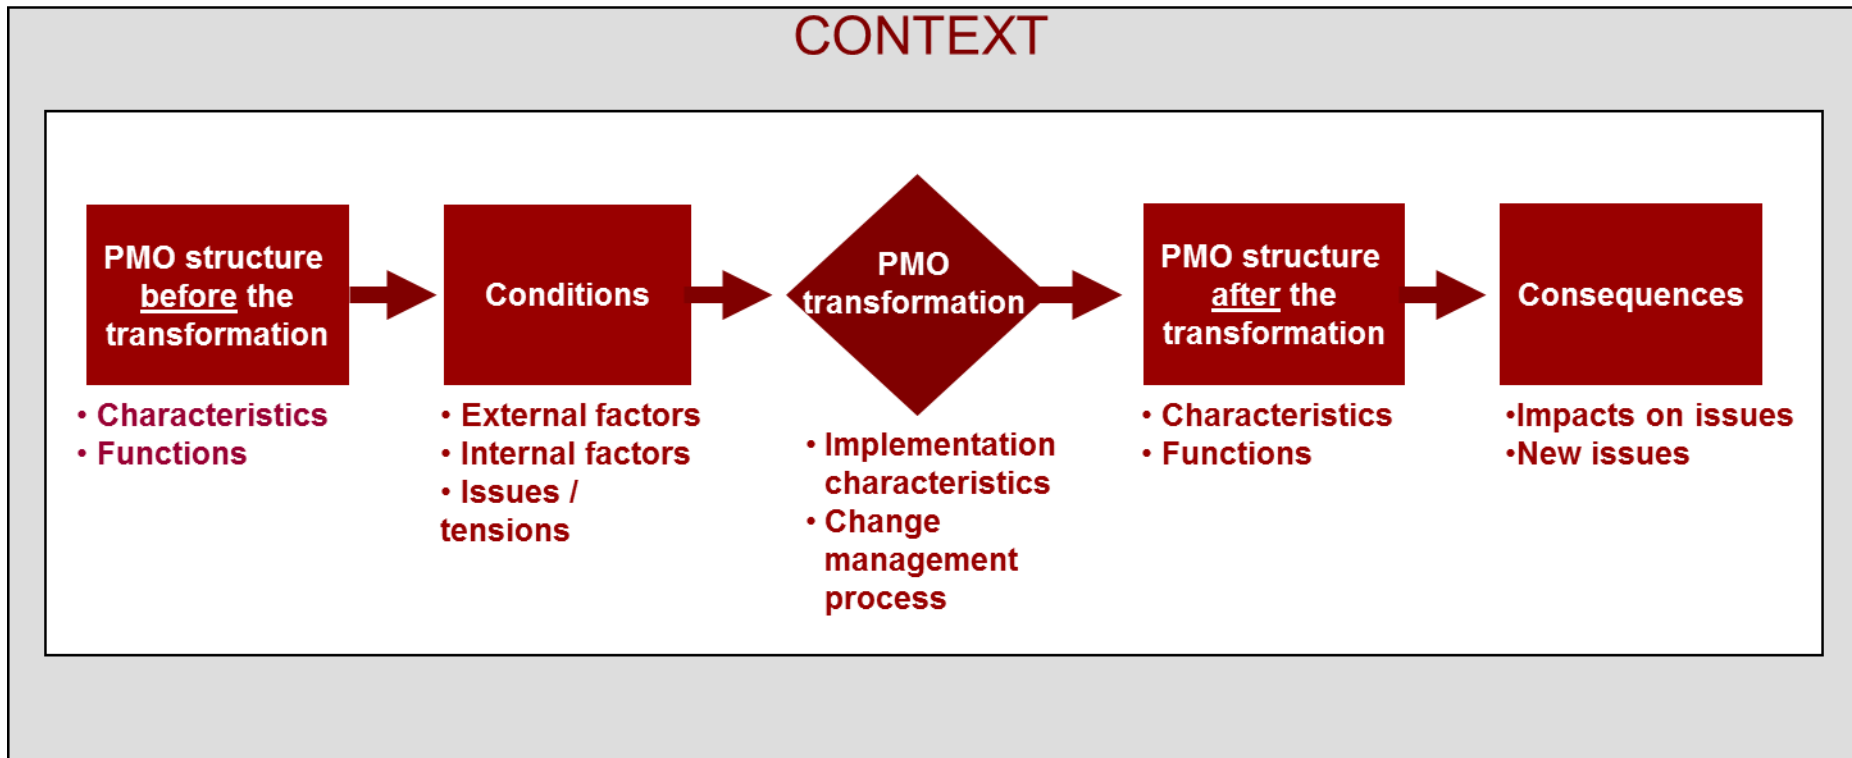 CONTEXT
PMO structure
before the
transformation
• Characteristics
• Functions
Conditions
• External factors
• Internal factors
• Issues /
tensions
PMO
transformation
• Implementation
characteristics
• Change
management
process
PMO structure
after the
transformation
• Characteristics
• Functions
Consequences
•Impacts on issues
•New issues